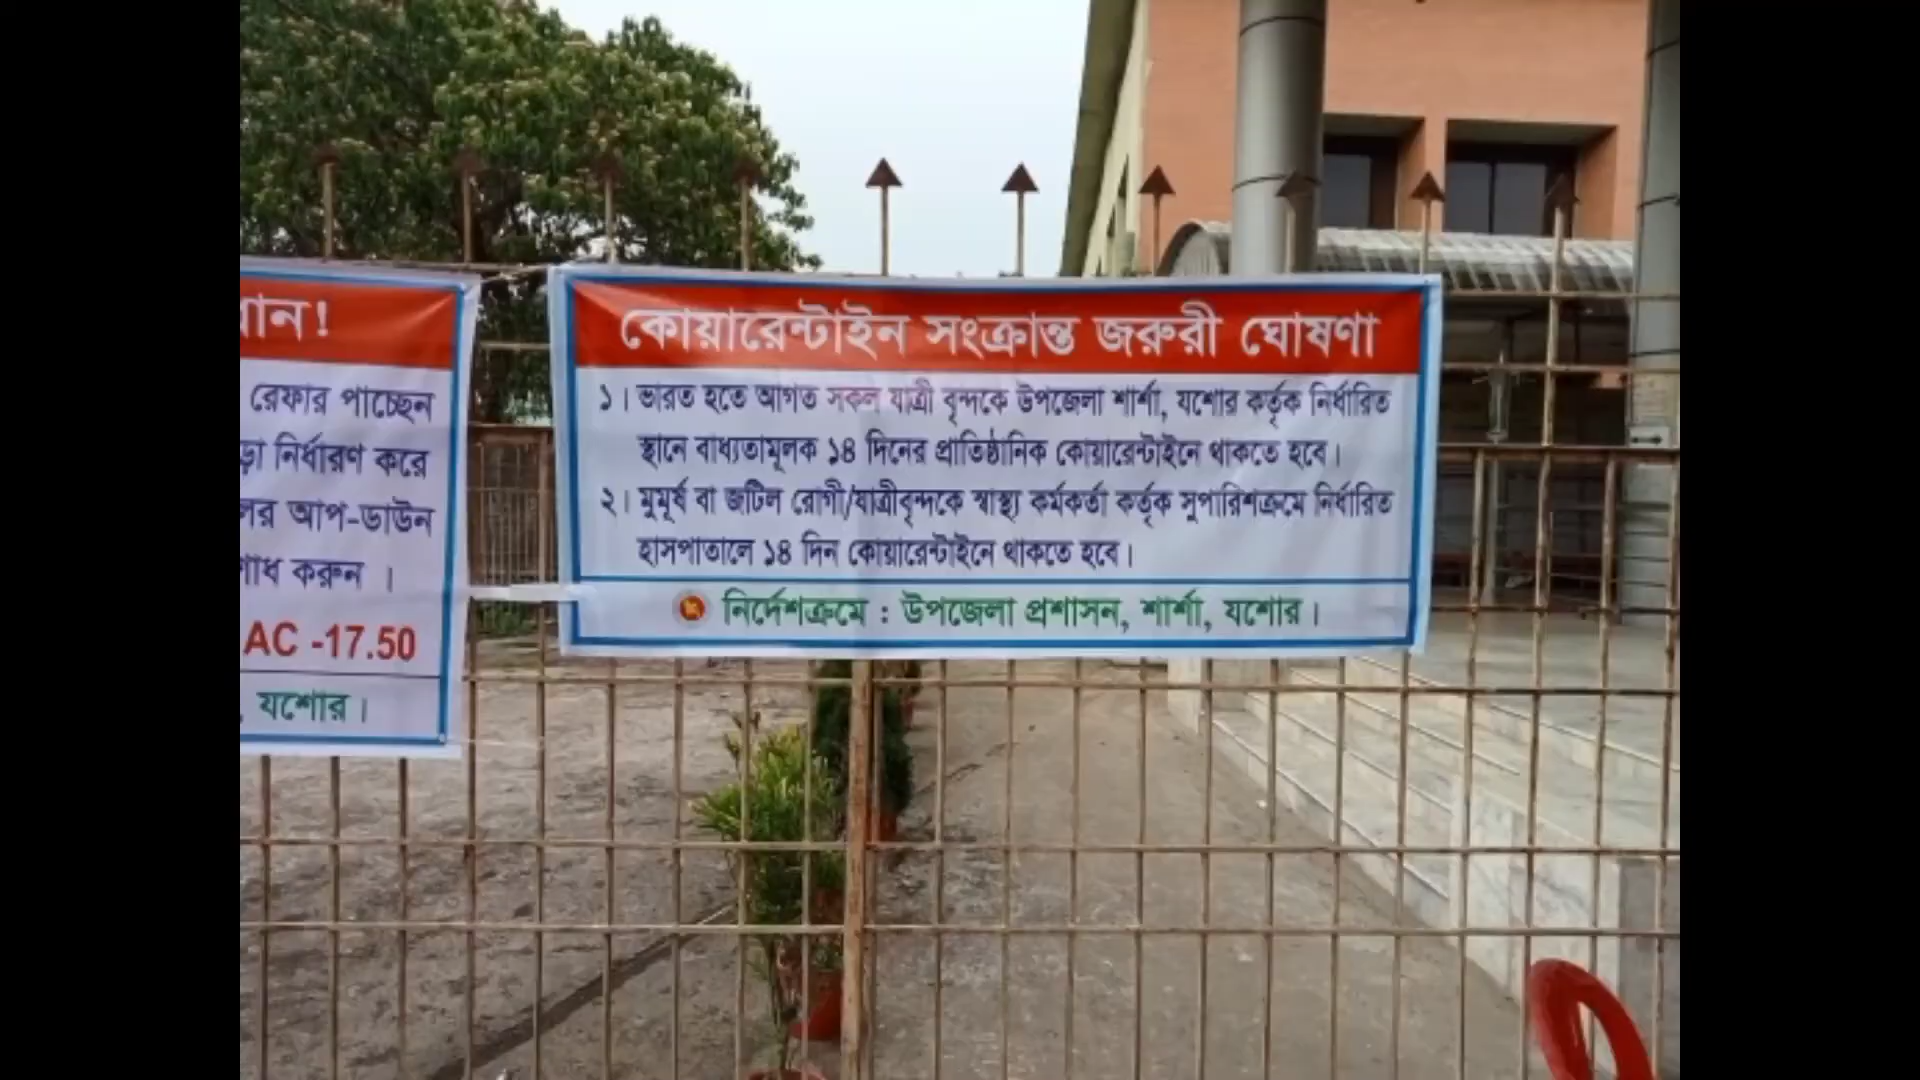 ান!
রেফার পাচ্ছেন
ড়া নির্ধারণ করে
লের আপ-ডাউন
শোধ করুন ।
AC -17.50
, যশোর।
কোয়ারেন্টাইন সংক্রান্ত জরুরী ঘোষণা
১। ভারত হতে আগত সকল যাত্রী বৃন্দকে উপজেলা শার্শা, যশোর কর্তৃক নির্ধারিত
স্থানে বাধ্যতামূলক ১৪ দিনের প্রাতিষ্ঠানিক কোয়ারেন্টাইনে থাকতে হবে।
২। মুমূর্ষ বা জটিল রোগী/যাত্রীবৃন্দকে স্বাস্থ্য কর্মকর্তা কর্তৃক সুপারিশক্রমে নির্ধারিত
হাসপাতালে ১৪ দিন কোয়ারেন্টাইনে থাকতে হবে।
নির্দেশক্রমে : উপজেলা প্রশাসন, শার্শা, যশোর।